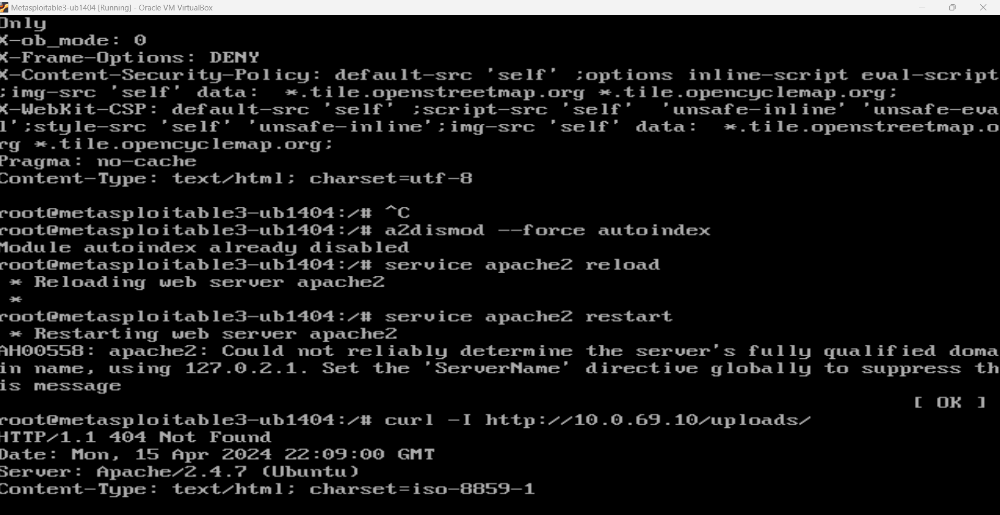 Metasploitable3-ub1404 [Running] - Oracle VM VirtualBox
Only
X-ob_mode: 0
X-Frame-Options: DENY
X-Content-Security-Policy: default-src 'self' ;options inline-script eval-script
;img-src 'self' data:  *.tile.openstreetmap.org *.tile.opencyclemap.org;
X-WebKit-CSP: default-src 'self' ;script-src 'self'  'unsafe-inline' 'unsafe-eva
l';style-src 'self' 'unsafe-inline';img-src 'self' data:  *.tile.openstreetmap.o
rg *.tile.opencyclemap.org;
Pragma: no-cache
Content-Type: text/html; charset=utf-8
root@metasploitable3-ub1404:/# ^C
root@metasploitable3-ub1404:/# a2dismod --force autoindex
Module autoindex already disabled
root@metasploitable3-ub1404:/# service apache2 reload
 * Reloading web server apache2
 *
root@metasploitable3-ub1404:/# service apache2 restart
 * Restarting web server apache2
AH00558: apache2: Could not reliably determine the server's fully qualified doma
in name, using 127.0.2.1. Set the 'ServerName' directive globally to suppress th
is message
[ OK ]
root@metasploitable3-ub1404:/# curl -I http://10.0.69.10/uploads/
HTTP/1.1 404 Not Found
Date: Mon, 15 Apr 2024 22:09:00 GMT
Server: Apache/2.4.7 (Ubuntu)
Content-Type: text/html; charset=iso-8859-1